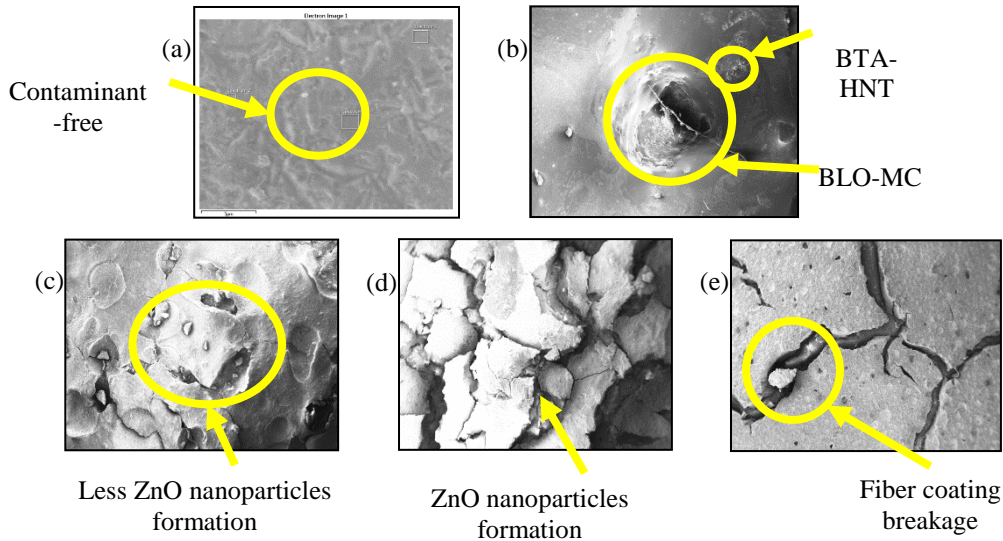 Electron Image 1
(a)
Contaminant
-free
(b)
BTA-
HNT
BLO-MC
(c)
Less ZnO nanoparticles
formation
(d)
ZnO nanoparticles
formation
(e)
Fiber coating
breakage